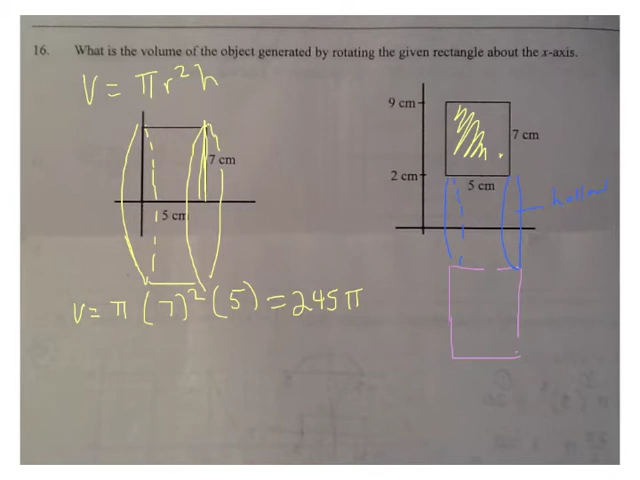 16. What is the volume of the object generated by rotating the given rectangle about the x-axis.
V = πr²h
7 cm
5 cm
V = π (7)² (5) = 245π
9 cm
7 cm
2 cm
5 cm